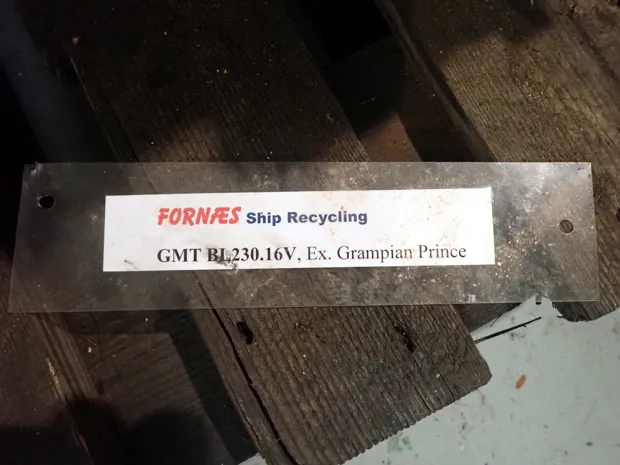 FORNÆS Ship Recycling
GMT BL230.16V, Ex. Grampian Prince